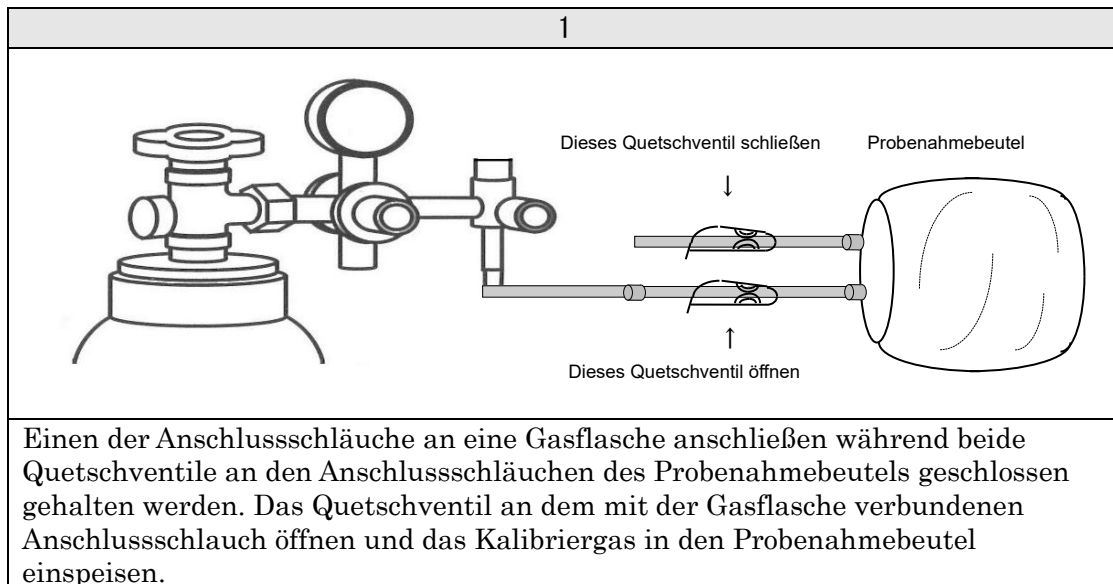 1
Dieses Quetschventil schließen
Probenahmebeutel
↓
↑
Dieses Quetschventil öffnen
Einen der Anschlussschläuche an eine Gasflasche anschließen während beide
Quetschventile an den Anschlussschläuchen des Probenahmebeutels geschlossen
gehalten werden. Das Quetschventil an dem mit der Gasflasche verbundenen
Anschlussschlauch öffnen und das Kalibriergas in den Probenahmebeutel
einspeisen.